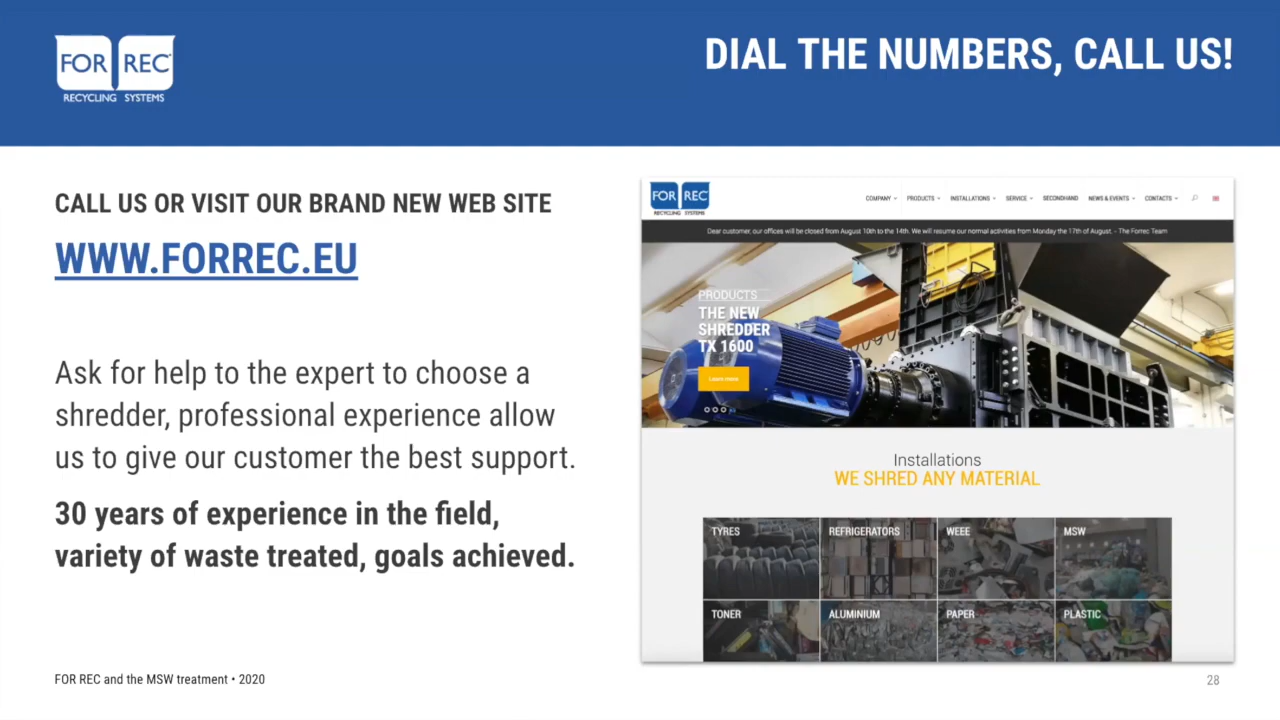 FOR REC
RECYCLING SYSTEMS
DIAL THE NUMBERS, CALL US!
CALL US OR VISIT OUR BRAND NEW WEB SITE
WWW.FORREC.EU
Ask for help to the expert to choose a
shredder, professional experience allow
us to give our customer the best support.
30 years of experience in the field,
variety of waste treated, goals achieved.
FOR REC
RECYCLING SYSTEMS
COMPANY PRODUCTS INSTALLATIONS SERVICE SECONDHAND NEWS & EVENTS CONTACTS
Dear customer, our offices will be closed from August 10th to the 14th. We will resume our normal activities from Monday the 17th of August. - The Forrec Team
PRODUCTS
THE NEW
SHREDDER
TX 1600
Learn more
Installations
WE SHRED ANY MATERIAL
TYRES REFRIGERATORS WEEE MSW
TONER ALUMINIUM PAPER PLASTIC
FOR REC and the MSW treatment • 2020
28